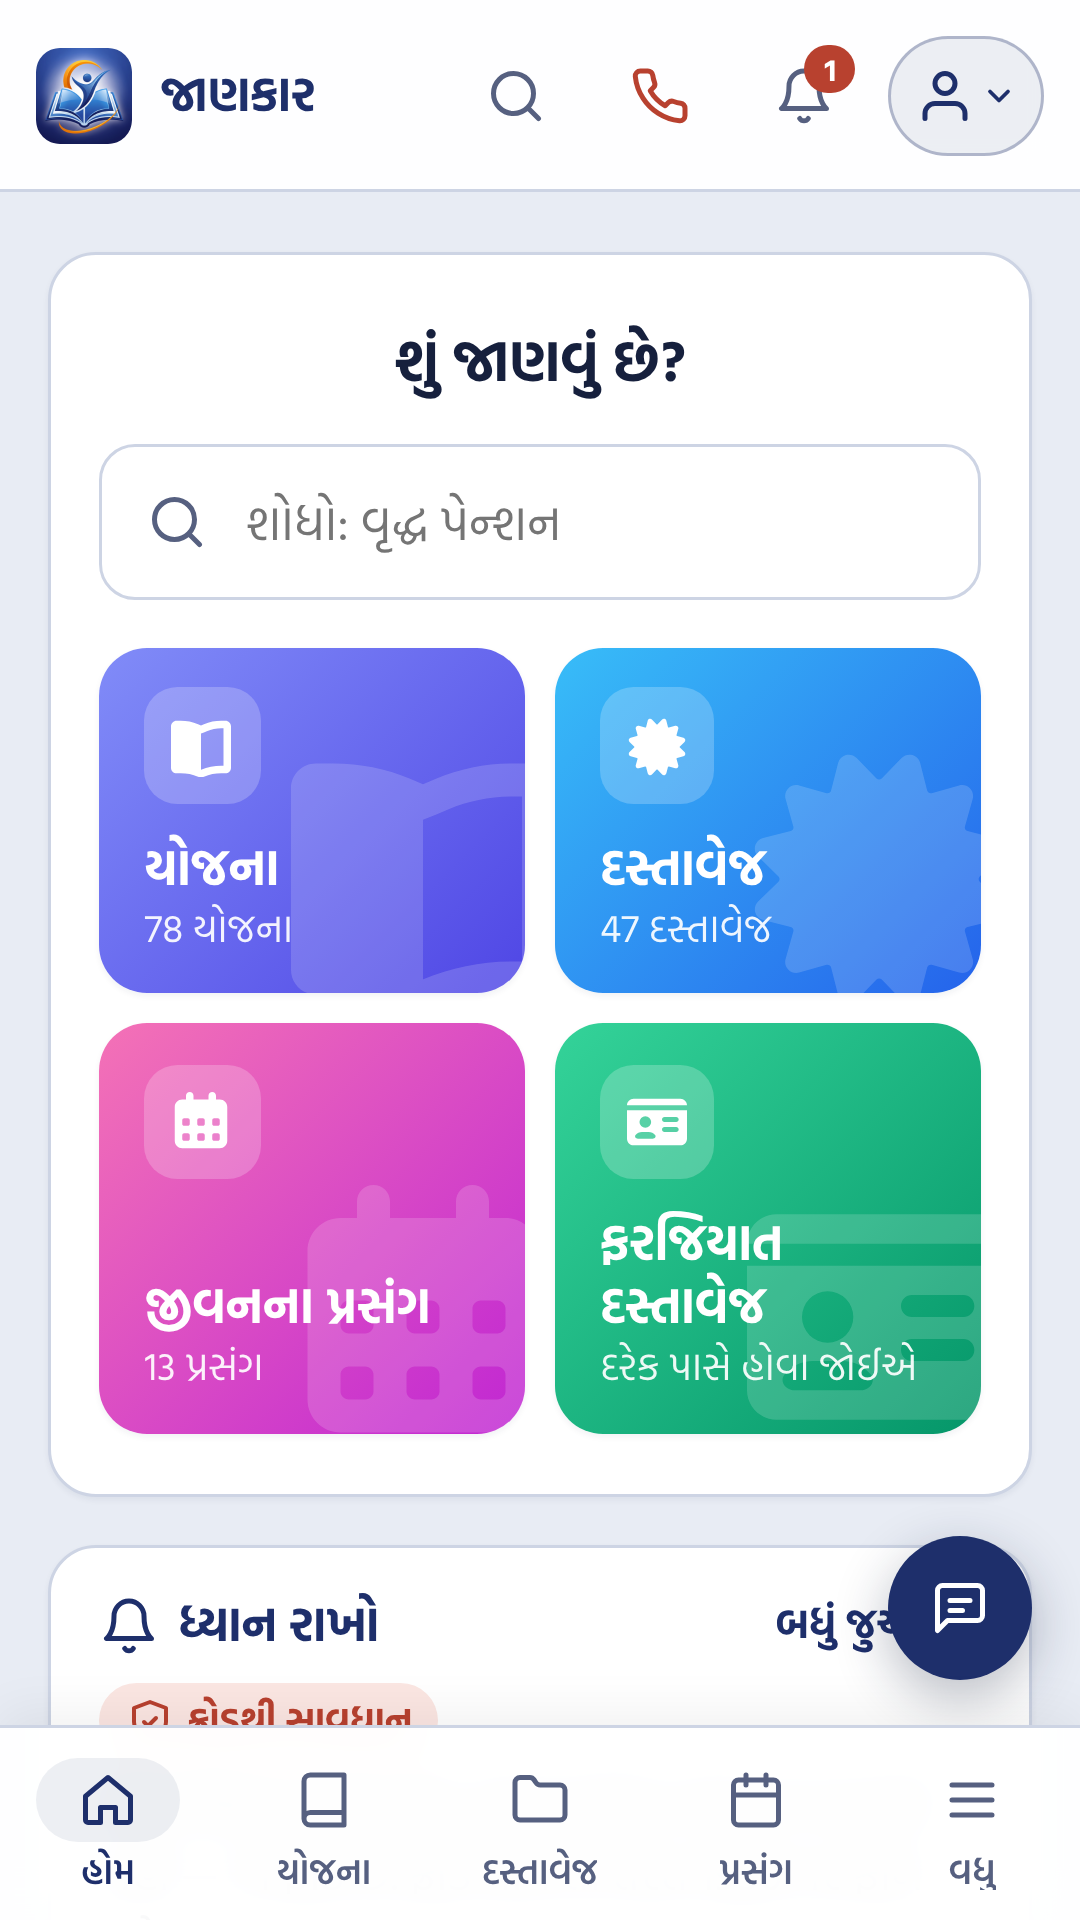 જાણકાર
1
શું જાણવું છે?
શોધો: વૃદ્ધ પેન્શન
યોજના
78 યોજના
દસ્તાવેજ
47 દસ્તાવેજ
જીવનના પ્રસંગ
13 પ્રસંગ
ફરજિયાત
દસ્તાવેજ
દરેક પાસે હોવા જોઈએ
ધ્યાન રાખો
બધું
સાવધાન
હોમ
યોજના
દસ્તાવેજ
પ્રસંગ
વધુ